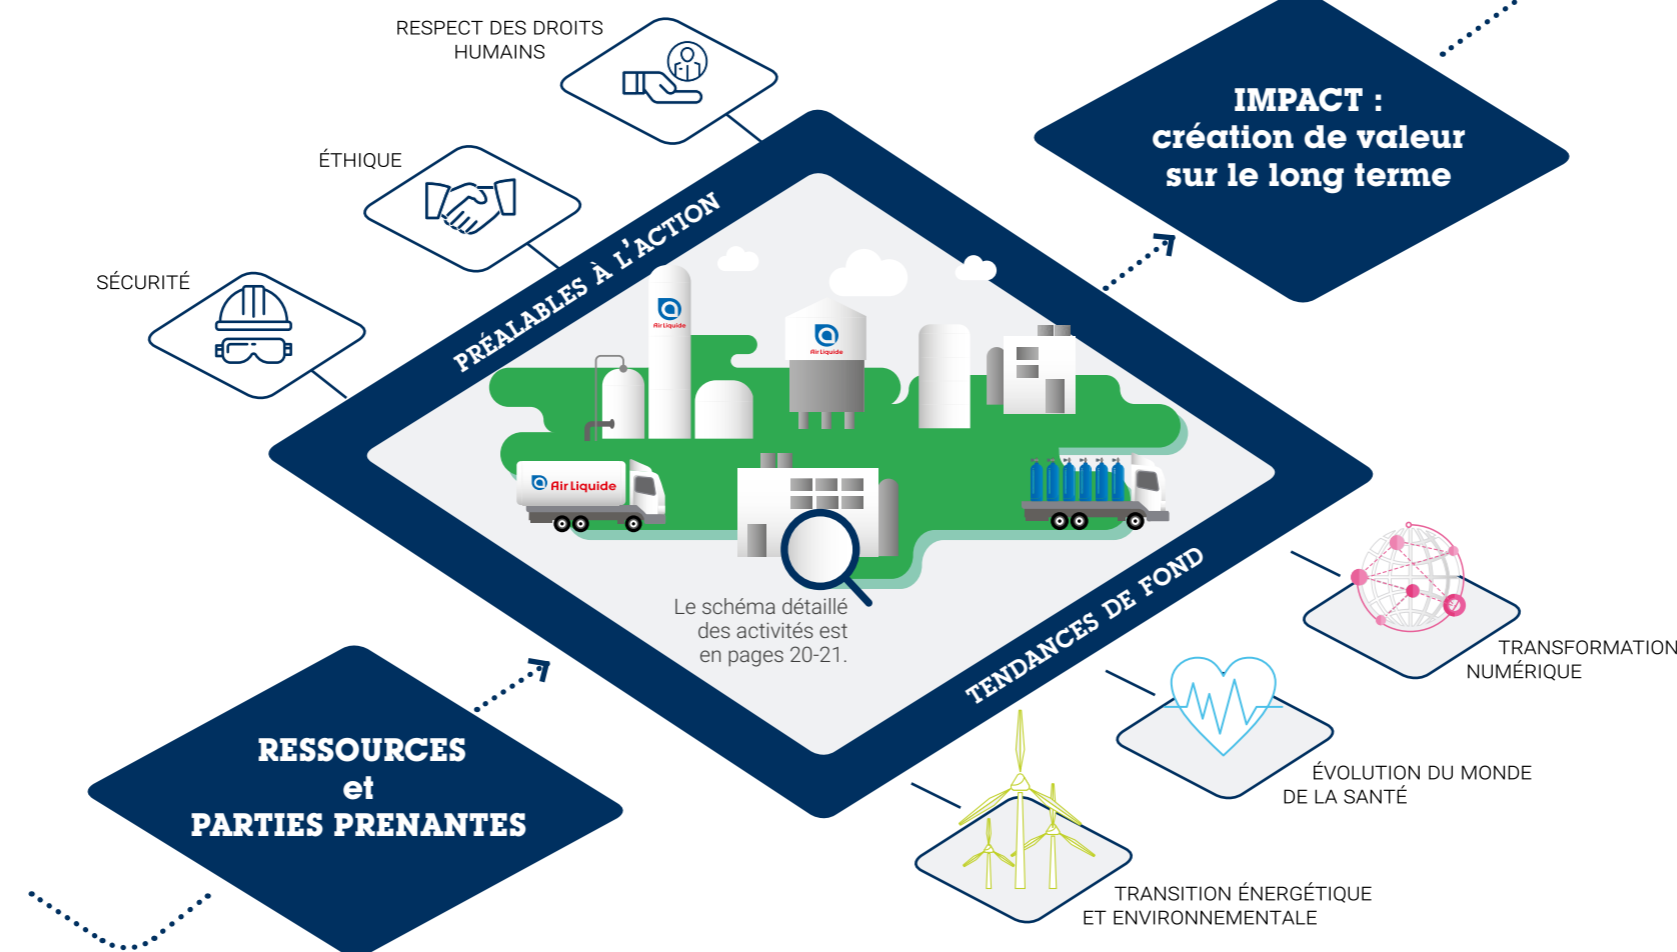 RESPECT DES DROITS
HUMAINS
ÉTHIQUE
SÉCURITÉ
PRÉALABLES À L'ACTION
IMPACT :
création de valeur
sur le long terme
Air Liquide
Air Liquide
Air Liquide
Le schéma détaillé
des activités est
en pages 20-21.
TENDANCES DE FOND
RESSOURCES
et
PARTIES PRENANTES
TRANSFORMATION
NUMÉRIQUE
ÉVOLUTION DU MONDE
DE LA SANTÉ
TRANSITION ÉNERGÉTIQUE
ET ENVIRONNEMENTALE